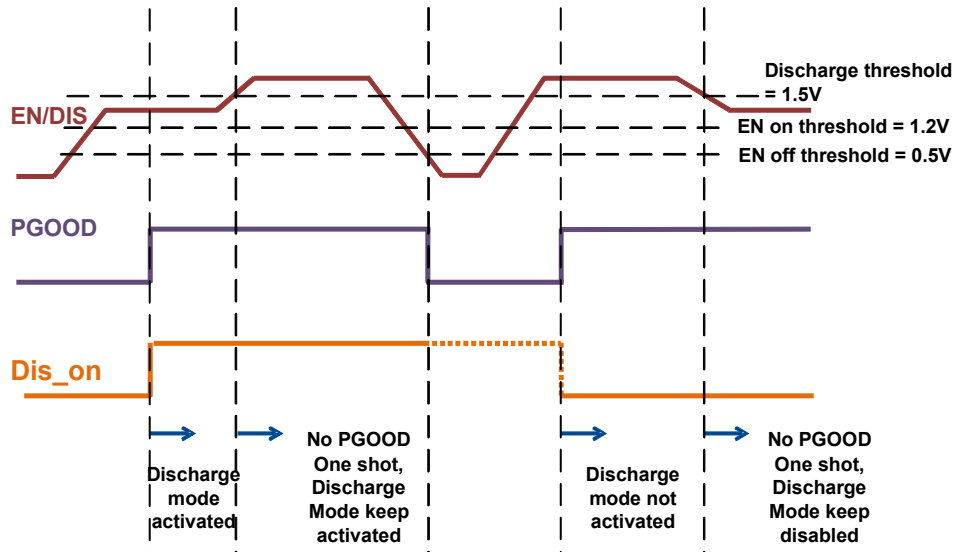 Discharge threshold
= 1.5V
EN/DIS
EN on threshold = 1.2V
EN off threshold = 0.5V
PGOOD
Dis_on
Discharge
mode
activated
No PGOOD
One shot,
Discharge
Mode keep
activated
Discharge
mode not
activated
No PGOOD
One shot,
Discharge
Mode keep
disabled